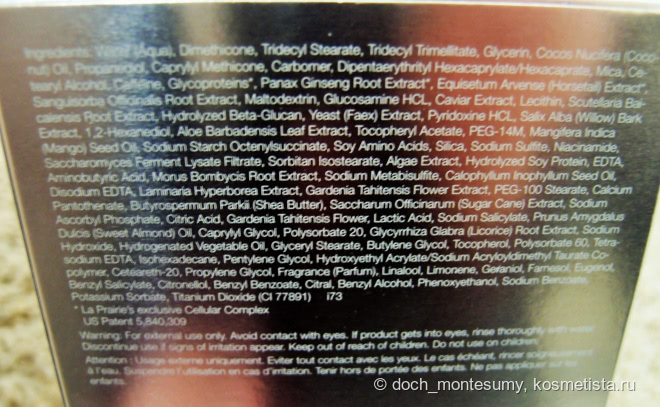 Ingredients: Water (Aqua), Dimethicone, Tridecyl Stearate, Tridecyl Trimellitate, Glycerin, Cocos Nucifera (Coco-
nut) Oil, Propanediol, Caprylyl Methicone, Carbomer, Dipentaerythrityl Hexacaprylate/Hexacaprate, Mica, Ce-
tearyl Alcohol, Caffeine, Glycoproteins*, Panax Ginseng Root Extract*, Equisetum Arvense (Horsetail) Extract*,
Sanguisorba Officinalis Root Extract, Maltodextrin, Glucosamine HCL, Caviar Extract, Lecithin, Scutellaria Bai-
calensis Root Extract, Hydrolyzed Beta-Glucan, Yeast (Faex) Extract, Pyridoxine HCL, Salix Alba (Willow) Bark
Extract, 1,2-Hexanediol, Aloe Barbadensis Leaf Extract, Tocopheryl Acetate, PEG-14M, Mangifera Indica
(Mango) Seed Oil, Sodium Starch Octenylsuccinate, Soy Amino Acids, Silica, Sodium Sulfite, Niacinamide,
Saccharomyces Ferment Lysate Filtrate, Sorbitan Isostearate, Algae Extract, Hydrolyzed Soy Protein, EDTA,
Aminobutyric Acid, Morus Bombycis Root Extract, Sodium Metabisulfite, Calophyllum Inophyllum Seed Oil,
Disodium EDTA, Laminaria Hyperborea Extract, Gardenia Tahitensis Flower Extract, PEG-100 Stearate, Calcium
Pantothenate, Butyrospermum Parkii (Shea Butter), Saccharum Officinarum (Sugar Cane) Extract, Sodium
Ascorbyl Phosphate, Citric Acid, Gardenia Tahitensis Flower, Lactic Acid, Sodium Salicylate, Prunus Amygdalus
Dulcis (Sweet Almond) Oil, Caprylyl Glycol, Polysorbate 20, Glycyrrhiza Glabra (Licorice) Root Extract, Sodium
Hydroxide, Hydrogenated Vegetable Oil, Glyceryl Stearate, Butylene Glycol, Tocopherol, Polysorbate 60, Tetra-
sodium EDTA, Isohexadecane, Pentylene Glycol, Hydroxyethyl Acrylate/Sodium Acryloyldimethyl Taurate Co-
polymer, Ceteareth-20, Propylene Glycol, Fragrance (Parfum), Linalool, Limonene, Geraniol, Farnesol, Eugenol,
Benzyl Salicylate, Citronellol, Benzyl Benzoate, Citral, Benzyl Alcohol, Phenoxyethanol, Sodium Benzoate,
Potassium Sorbate, Titanium Dioxide (CI 77891) i73
* La Prairie's exclusive Cellular Complex
US Patent 5,840,309
Warning: For external use only. Avoid contact with eyes. If product gets into eyes, rinse thoroughly with water.
Discontinue use if signs of irritation appear. Keep out of reach of children. Do not use on children.
Attention : Usage externe uniquement. Eviter tout contact avec les yeux. Le cas échéant, rincer soigneusement
à l'eau. Suspendre l'utilisation en cas d'irritation. Tenir hors de portée des enfants. Ne pas appliquer sur les
enfants.
© doch_montesumy, kosmetista.ru